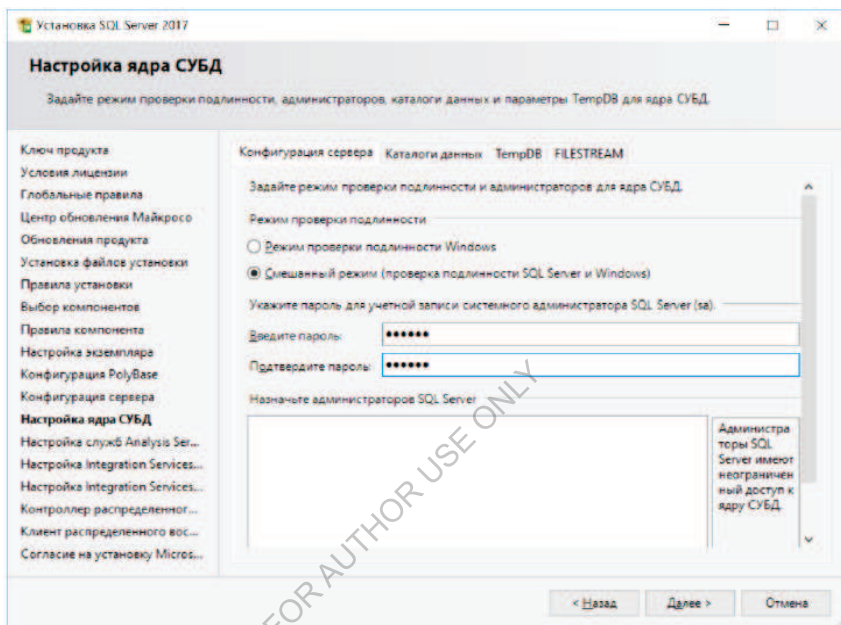 Установка SQL Server 2017
Настройка ядра СУБД
Задайте режим проверки подлинности, администраторов, каталоги данных и параметры TempDB для ядра СУБД.
Ключ продукта
Условия лицензии
Глобальные правила
Центр обновления Майкросо
Обновления продукта
Установка файлов установки
Правила установки
Выбор компонентов
Правила компонента
Настройка экземпляра
Конфигурация PolyBase
Конфигурация сервера
Настройка ядра СУБД
Настройка служб Analysis Ser...
Настройка Integration Services...
Настройка Integration Services...
Контроллер распределенног...
Клиент распределенного вос...
Согласие на установку Micros...
Конфигурация сервера Каталоги данных TempDB FILESTREAM
Задайте режим проверки подлинности и администраторов для ядра СУБД.
Режим проверки подлинности
Режим проверки подлинности Windows
Смешанный режим (проверка подлинности SQL Server и Windows)
Укажите пароль для учетной записи системного администратора SQL Server (sa).
Введите пароль: ••••••
Подтвердите пароль: ••••••
Назначьте администраторов SQL Server
Администра
торы SQL
Server имеют
неограничен
ный доступ к
ядру СУБД.
< Назад Далее > Отмена
FOR AUTHOR USE ONLY